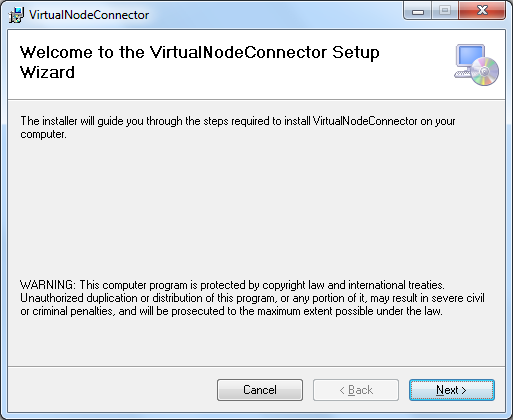 VirtualNodeConnector
Welcome to the VirtualNodeConnector Setup
Wizard
The installer will guide you through the steps required to install VirtualNodeConnector on your
computer.
WARNING: This computer program is protected by copyright law and international treaties.
Unauthorized duplication or distribution of this program, or any portion of it, may result in severe civil
or criminal penalties, and will be prosecuted to the maximum extent possible under the law.
Cancel
< Back
Next >